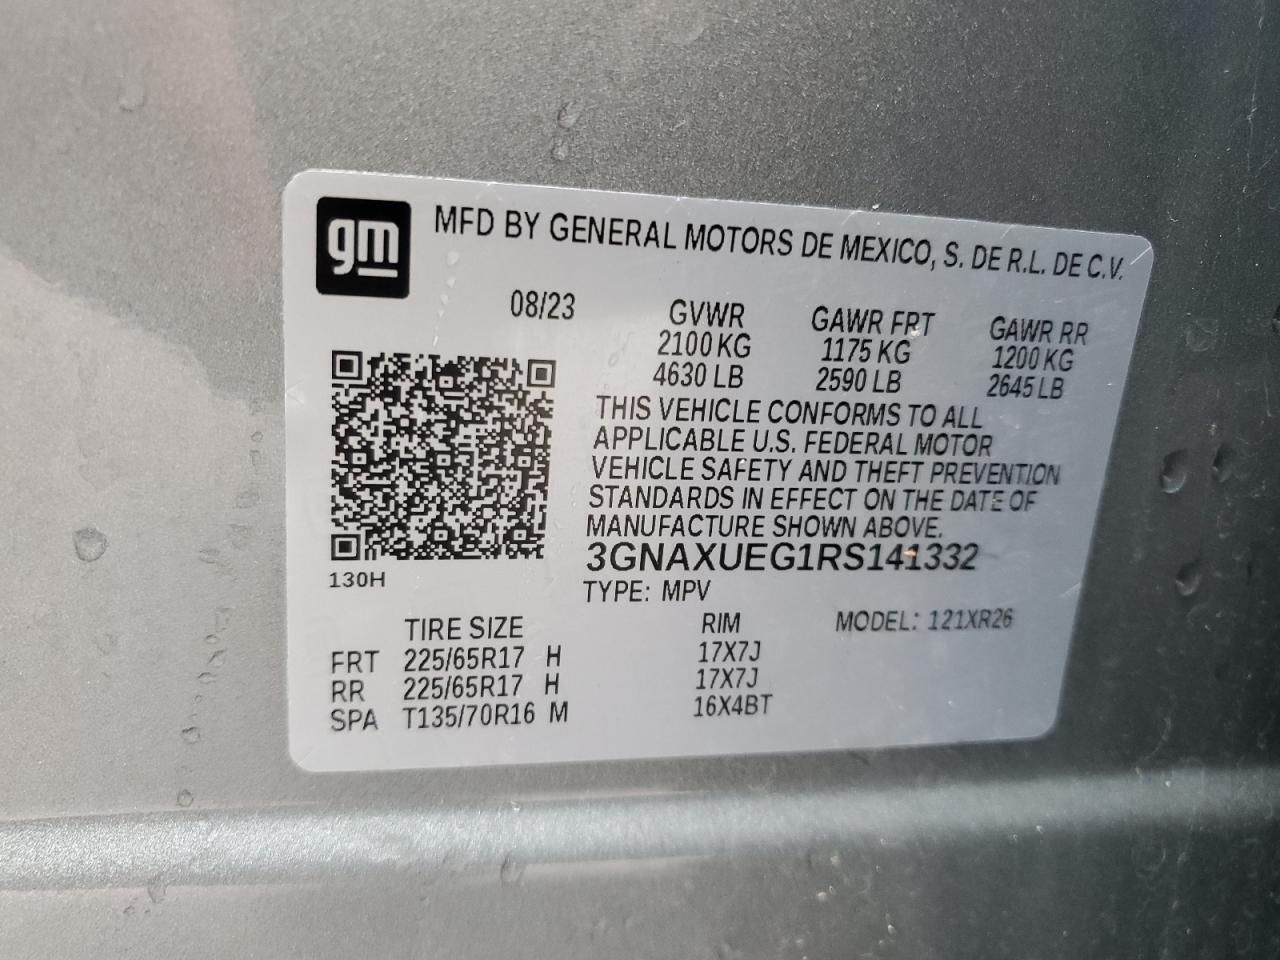 gm
MFD BY GENERAL MOTORS DE MEXICO, S. DE R.L. DE C.V.
08/23 GVWR GAWR FRT GAWR RR
2100 KG 1175 KG 1200 KG
4630 LB 2590 LB 2645 LB
THIS VEHICLE CONFORMS TO ALL
APPLICABLE U.S. FEDERAL MOTOR
VEHICLE SAFETY AND THEFT PREVENTION
STANDARDS IN EFFECT ON THE DATE OF
MANUFACTURE SHOWN ABOVE.
3GNAXUEG1RS141332
130H
TYPE: MPV
TIRE SIZE RIM MODEL: 121XR26
FRT 225/65R17 H 17X7J
RR 225/65R17 H 17X7J
SPA T135/70R16 M 16X4BT